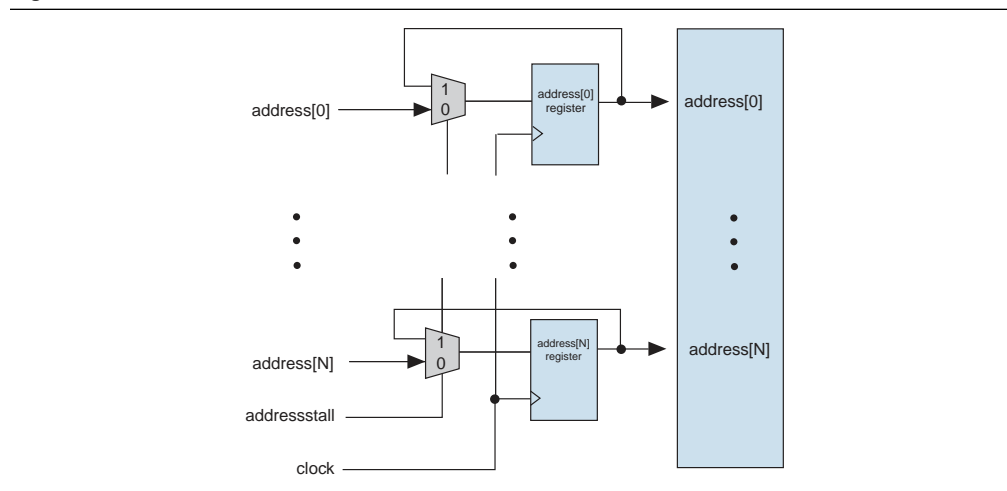 1
0
address[0]
address[0]
register
address[0]
1
0
address[N]
address[N]
register
address[N]
addressstall
clock